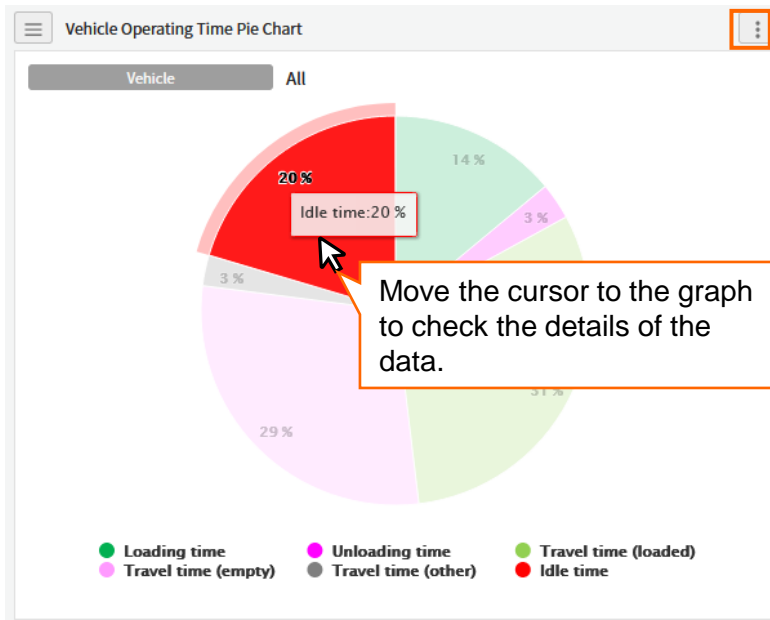 Vehicle Operating Time Pie Chart
Vehicle All
14 %
20 %
Idle time:20 %
3 %
3 %
Move the cursor to the graph
to check the details of the
data.
31 %
29 %
Loading time Unloading time Travel time (loaded)
Travel time (empty) Travel time (other) Idle time